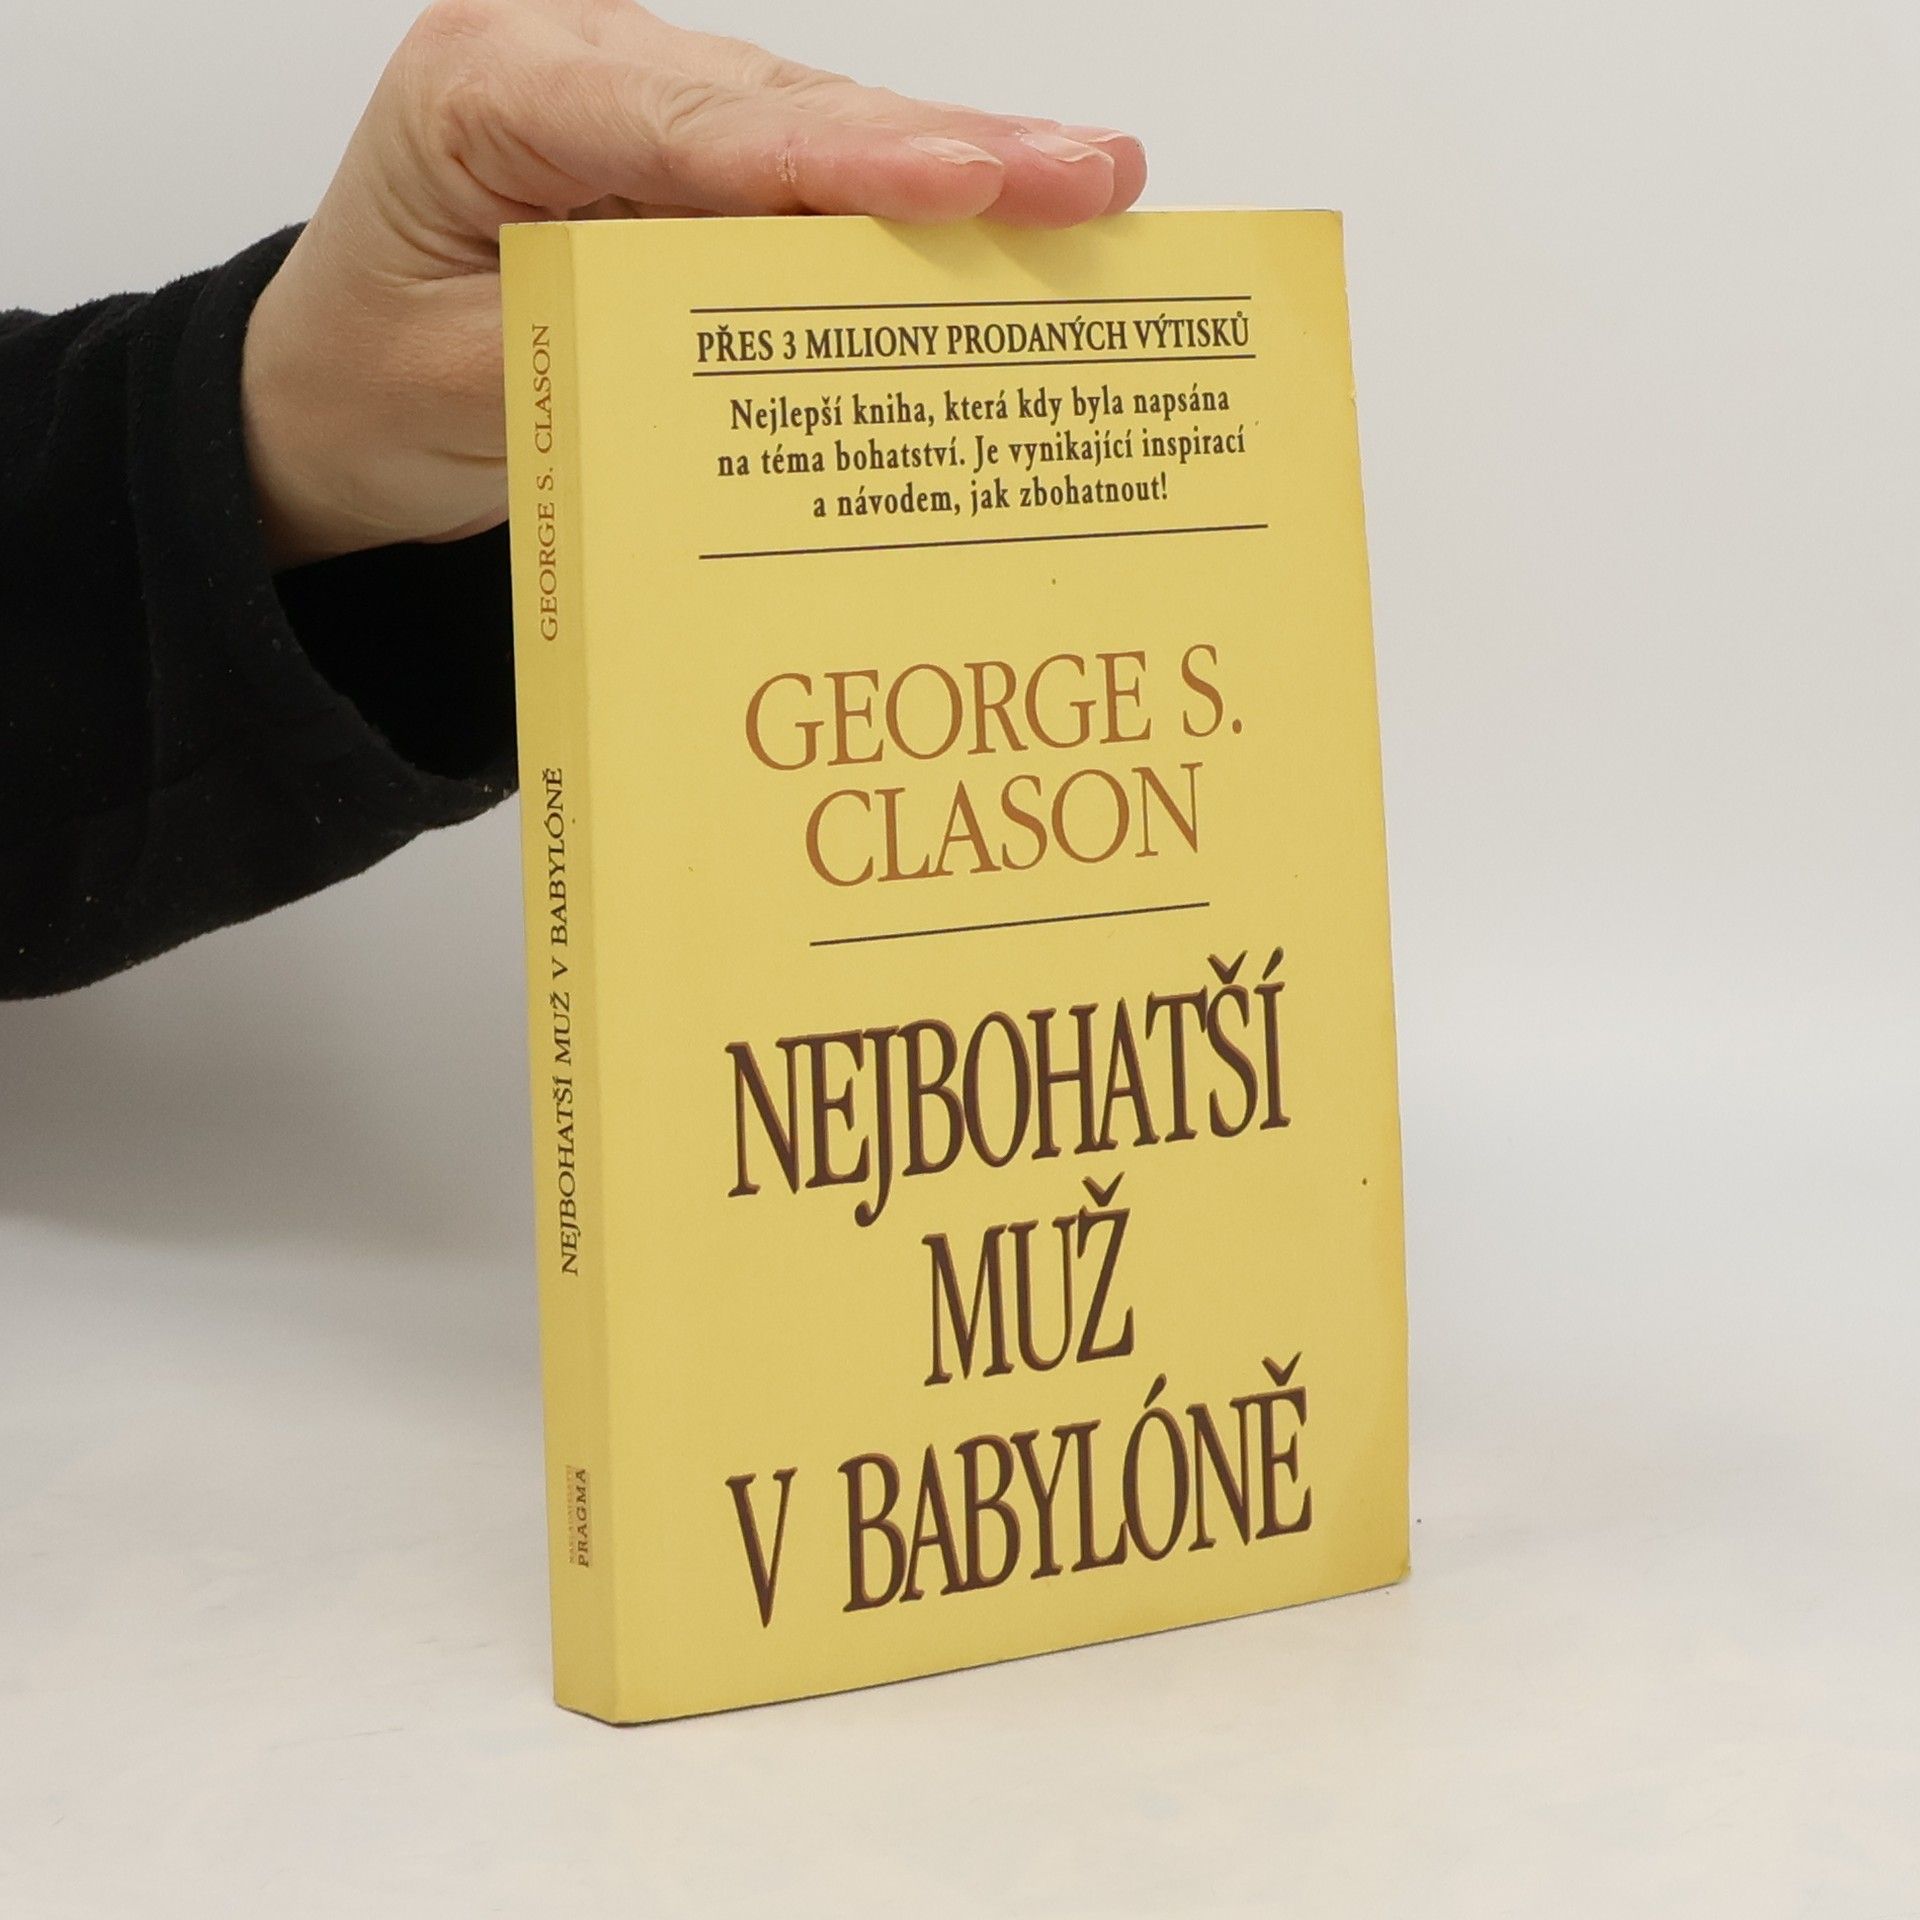 PŘES 3 MILIONY PRODANÝCH VÝTISKŮ
Nejlepší kniha, která kdy byla napsána
na téma bohatství. Je vynikající inspirací
a návodem, jak zbohatnout!
GEORGE S.
CLASON
NEJBOHATŠÍ
MUŽ
V BABYLÓNĚ
GEORGE S. CLASON
NEJBOHATŠÍ MUŽ V BABYLÓNĚ
NAKLADATELSTVÍ
PRAGMA